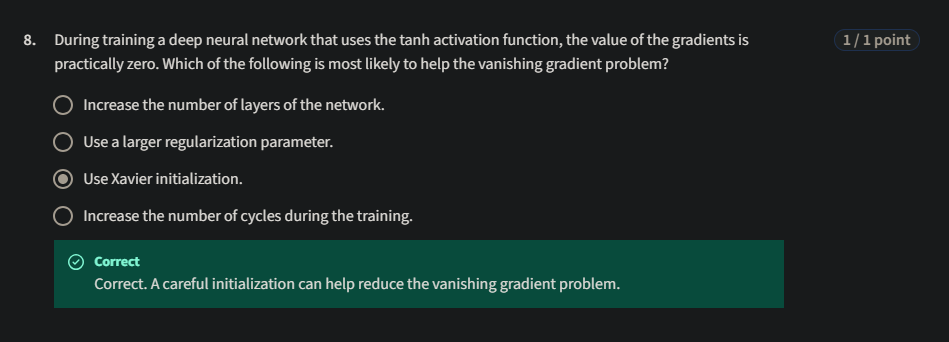 8. During training a deep neural network that uses the tanh activation function, the value of the gradients is
1 / 1 point
practically zero. Which of the following is most likely to help the vanishing gradient problem?
Increase the number of layers of the network.
Use a larger regularization parameter.
Use Xavier initialization.
Increase the number of cycles during the training.
Correct
Correct. A careful initialization can help reduce the vanishing gradient problem.